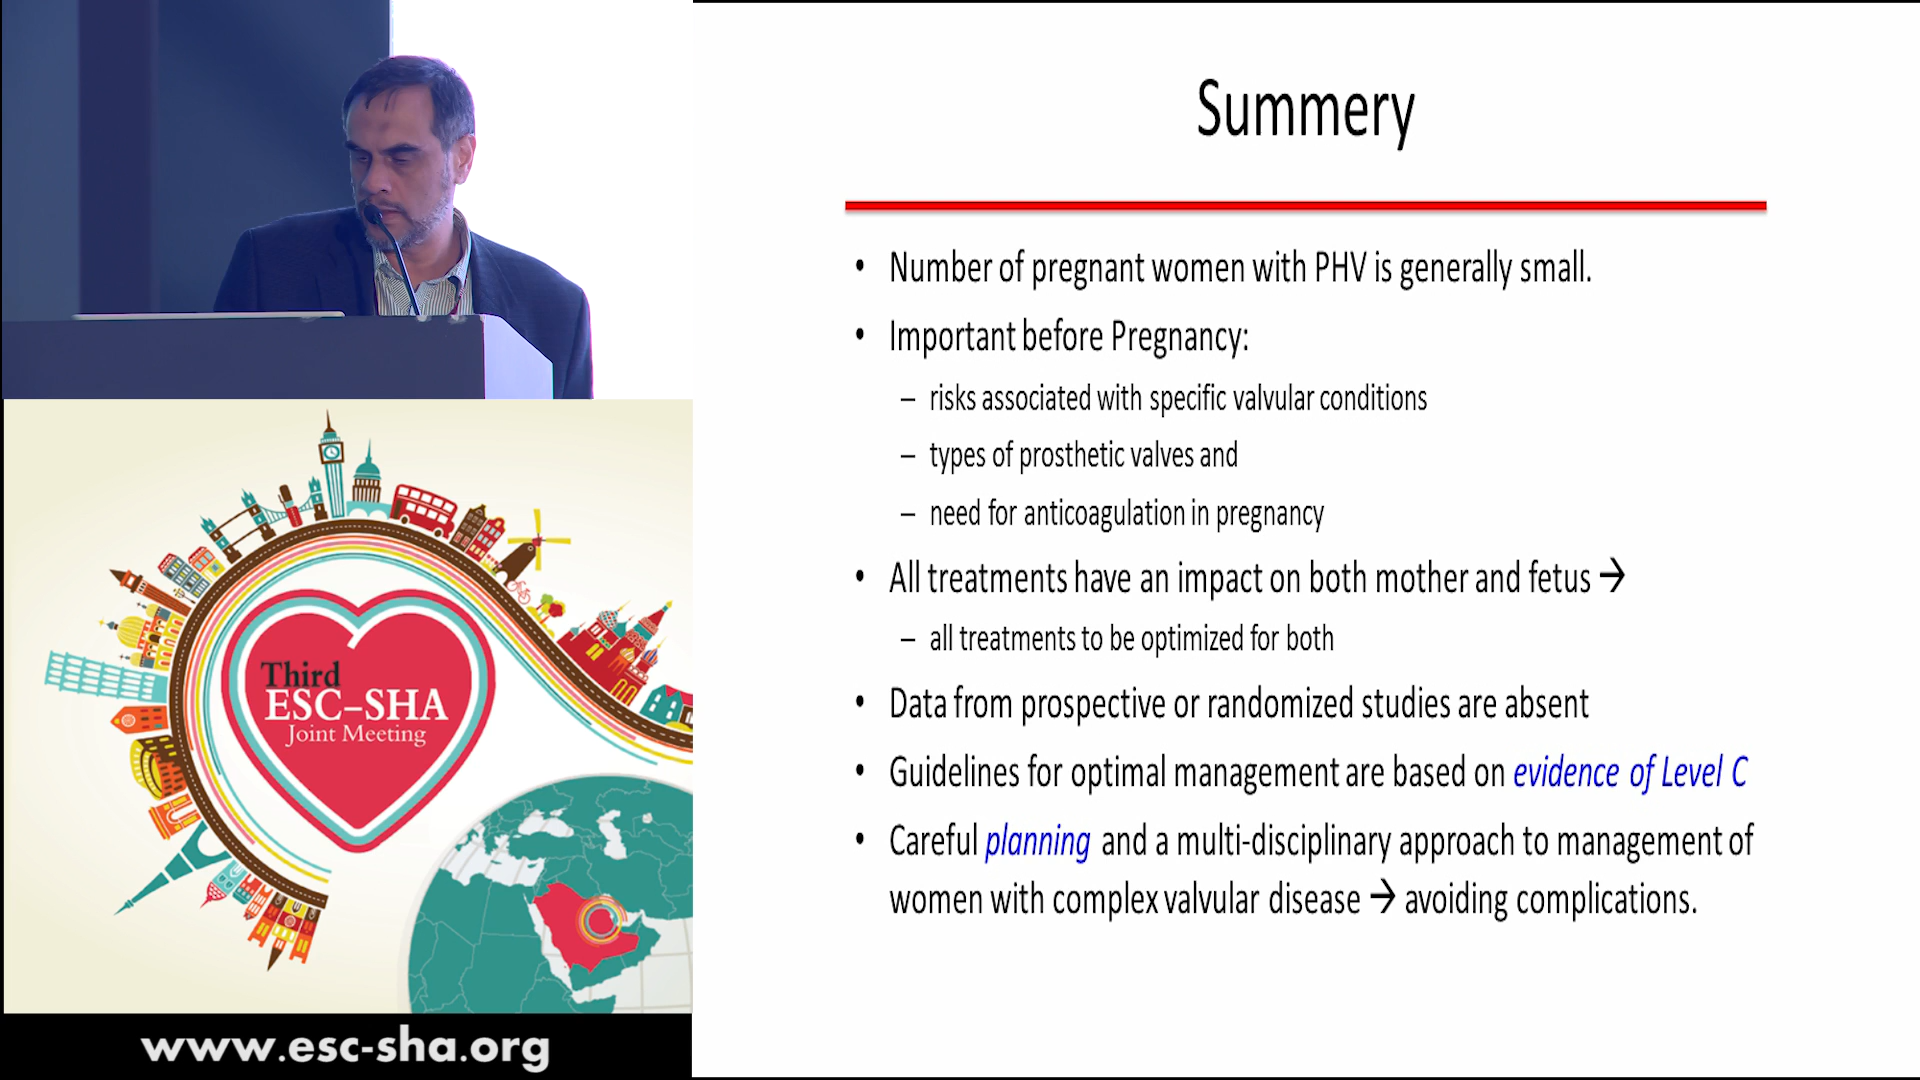 Summery
• Number of pregnant women with PHV is generally small.
• Important before Pregnancy:
– risks associated with specific valvular conditions
– types of prosthetic valves and
– need for anticoagulation in pregnancy
• All treatments have an impact on both mother and fetus →
– all treatments to be optimized for both
• Data from prospective or randomized studies are absent
• Guidelines for optimal management are based on evidence of Level C
• Careful planning and a multi-disciplinary approach to management of
women with complex valvular disease → avoiding complications.
Third
ESC–SHA
Joint Meeting
www.esc-sha.org